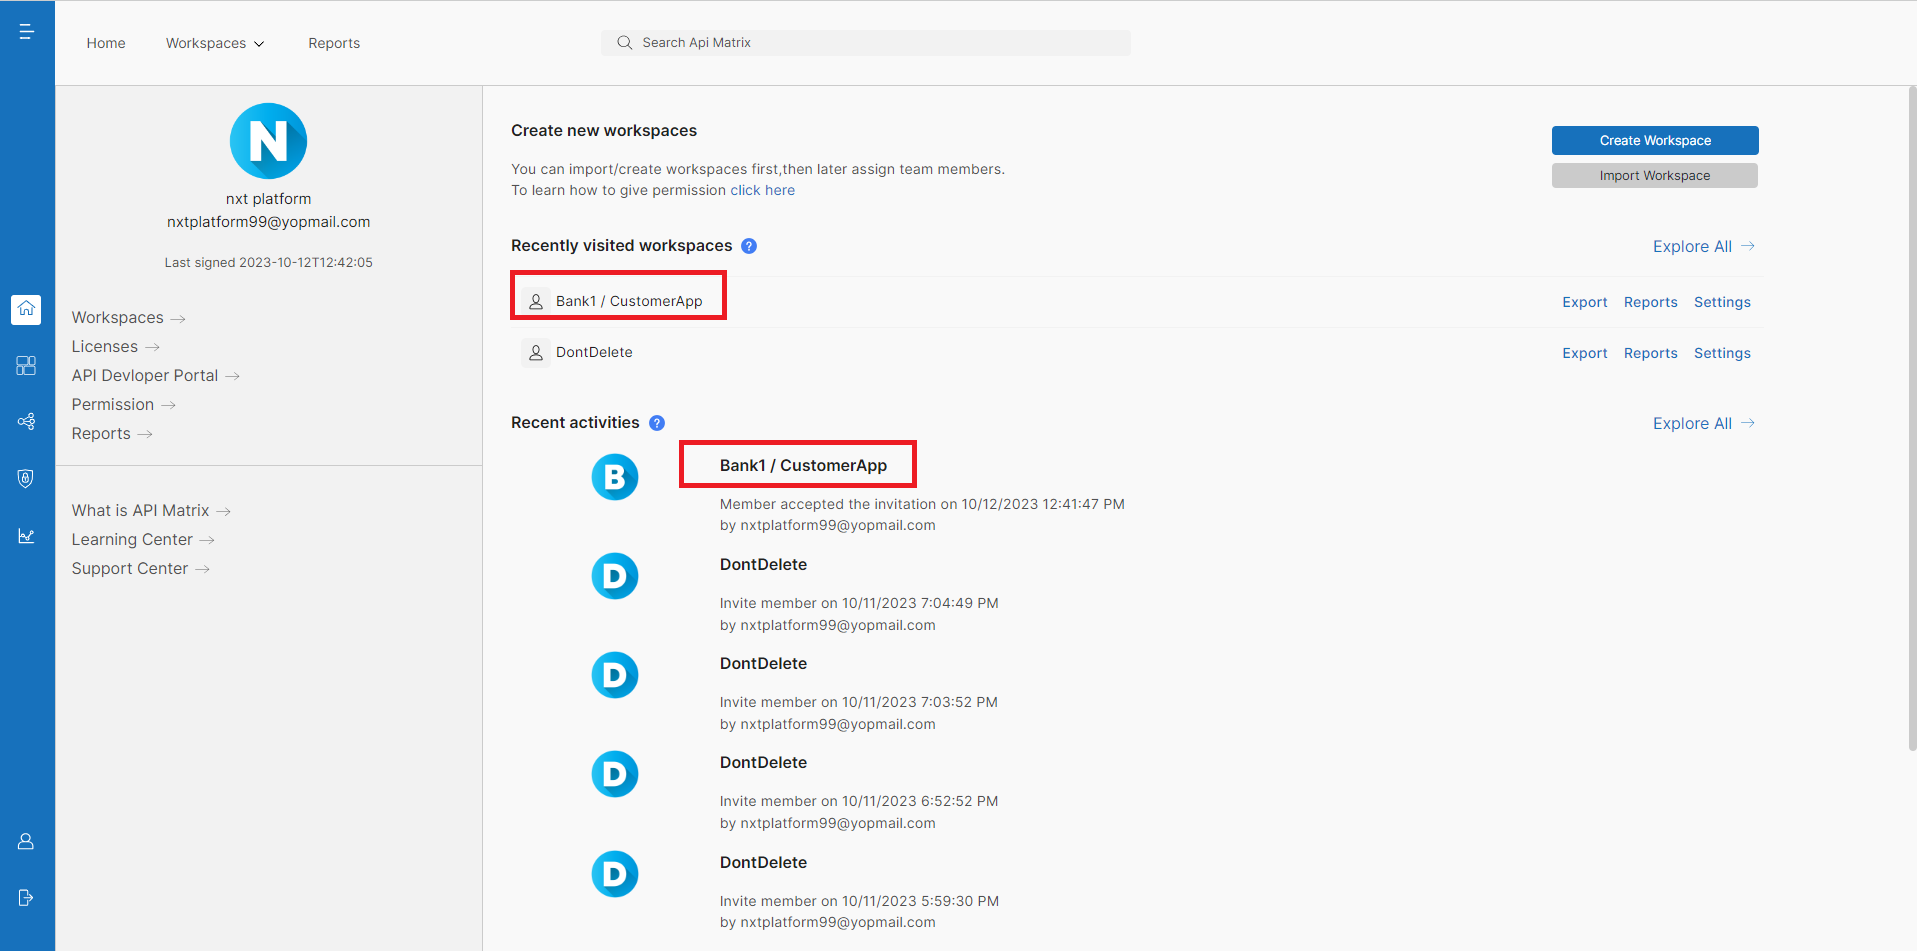 Home
Workspaces
Reports
Search Api Matrix
N
nxt platform
nxtplatform99@yopmail.com
Last signed 2023-10-12T12:42:05
Workspaces
Licenses
API Devloper Portal
Permission
Reports
What is API Matrix
Learning Center
Support Center
Create new workspaces
You can import/create workspaces first,then later assign team members.
To learn how to give permission click here
Create Workspace
Import Workspace
Recently visited workspaces ?
Explore All
Bank1 / CustomerApp
Export Reports Settings
DontDelete
Export Reports Settings
Recent activities ?
Explore All
B
Bank1 / CustomerApp
Member accepted the invitation on 10/12/2023 12:41:47 PM
by nxtplatform99@yopmail.com
D
DontDelete
Invite member on 10/11/2023 7:04:49 PM
by nxtplatform99@yopmail.com
D
DontDelete
Invite member on 10/11/2023 7:03:52 PM
by nxtplatform99@yopmail.com
D
DontDelete
Invite member on 10/11/2023 6:52:52 PM
by nxtplatform99@yopmail.com
D
DontDelete
Invite member on 10/11/2023 5:59:30 PM
by nxtplatform99@yopmail.com